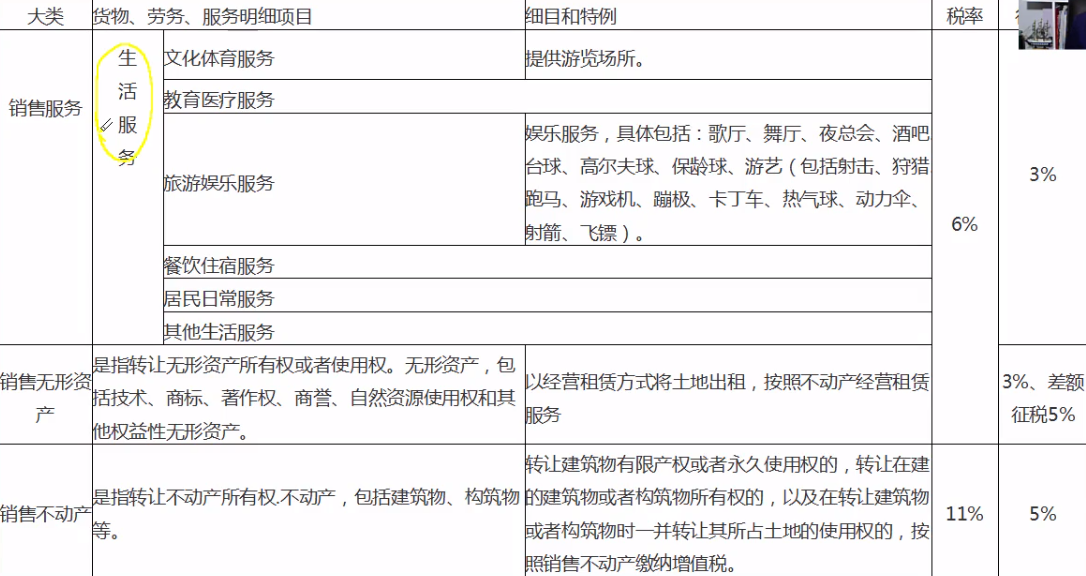 大类
货物、劳务、服务明细项目
细目和特例
税率
销售服务
生
活
服
务
文化体育服务
提供游览场所。
教育医疗服务
旅游娱乐服务
娱乐服务，具体包括：歌厅、舞厅、夜总会、酒吧
台球、高尔夫球、保龄球、游艺（包括射击、狩猎
跑马、游戏机、蹦极、卡丁车、热气球、动力伞、
射箭、飞镖）。
餐饮住宿服务
居民日常服务
其他生活服务
6%
3%
销售无形资
产
是指转让无形资产所有权或者使用权。无形资产，包
括技术、商标、著作权、商誉、自然资源使用权和其
他权益性无形资产。
以经营租赁方式将土地出租，按照不动产经营租赁
服务
3%、差额
征税5%
销售不动产
是指转让不动产所有权.不动产，包括建筑物、构筑物
等。
转让建筑物有限产权或者永久使用权的，转让在建
的建筑物或者构筑物所有权的，以及在转让建筑物
或者构筑物时一并转让其所占土地的使用权的，按
照销售不动产缴纳增值税。
11%
5%